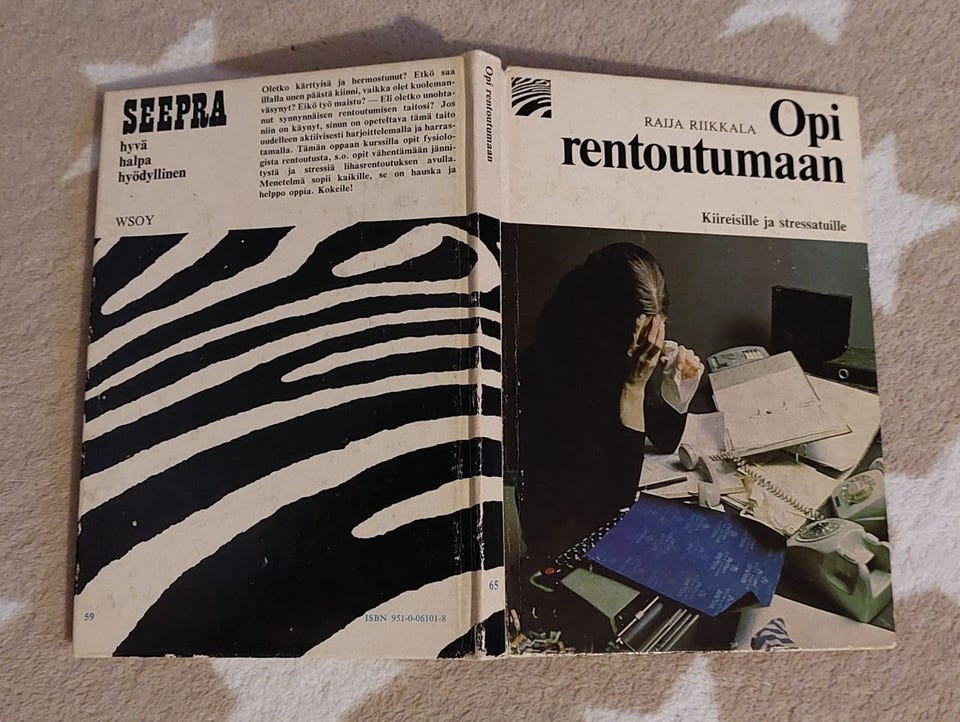 SEEPRA
hyvä
halpa
hyödyllinen
WSOY
Oletko kärttyisä ja hermostunut? Etkö saa
illalla unen päästä kiinni, vaikka olet kuoleman-
väsynyt? Eikö työ maistu? — Eli oletko unohta-
nut synnynnäisen rentoutumisen taitosi? Jos
niin on käynyt, sinun on opeteltava tämä taito
uudelleen aktiivisesti harjoittelemalla ja harras-
tamalla. Tämän oppaan kurssilla opit fysiolo-
gista rentoutusta, s.o. opit vähentämään jänni-
tystä ja stressiä lihasrentoutuksen avulla.
Menetelmä sopii kaikille, se on hauska ja
helppo oppia. Kokeile!
59
ISBN 951-0-06101-8
Opi rentoutumaan
65
RAIJA RIIKKALA
Opi
rentoutumaan
Kiireisille ja stressatuille